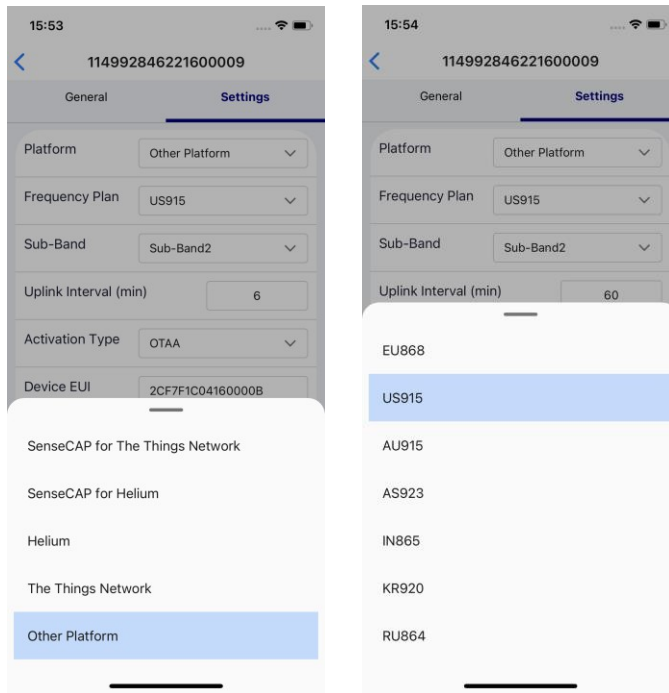 15:53
114992846221600009
General Settings
Platform Other Platform
Frequency Plan US915
Sub-Band Sub-Band2
Uplink Interval (min) 6
Activation Type OTAA
Device EUI 2CF7F1C04160000B
SenseCAP for The Things Network
SenseCAP for Helium
Helium
The Things Network
Other Platform
15:54
114992846221600009
General Settings
Platform Other Platform
Frequency Plan US915
Sub-Band Sub-Band2
Uplink Interval (min) 60
EU868
US915
AU915
AS923
IN865
KR920
RU864